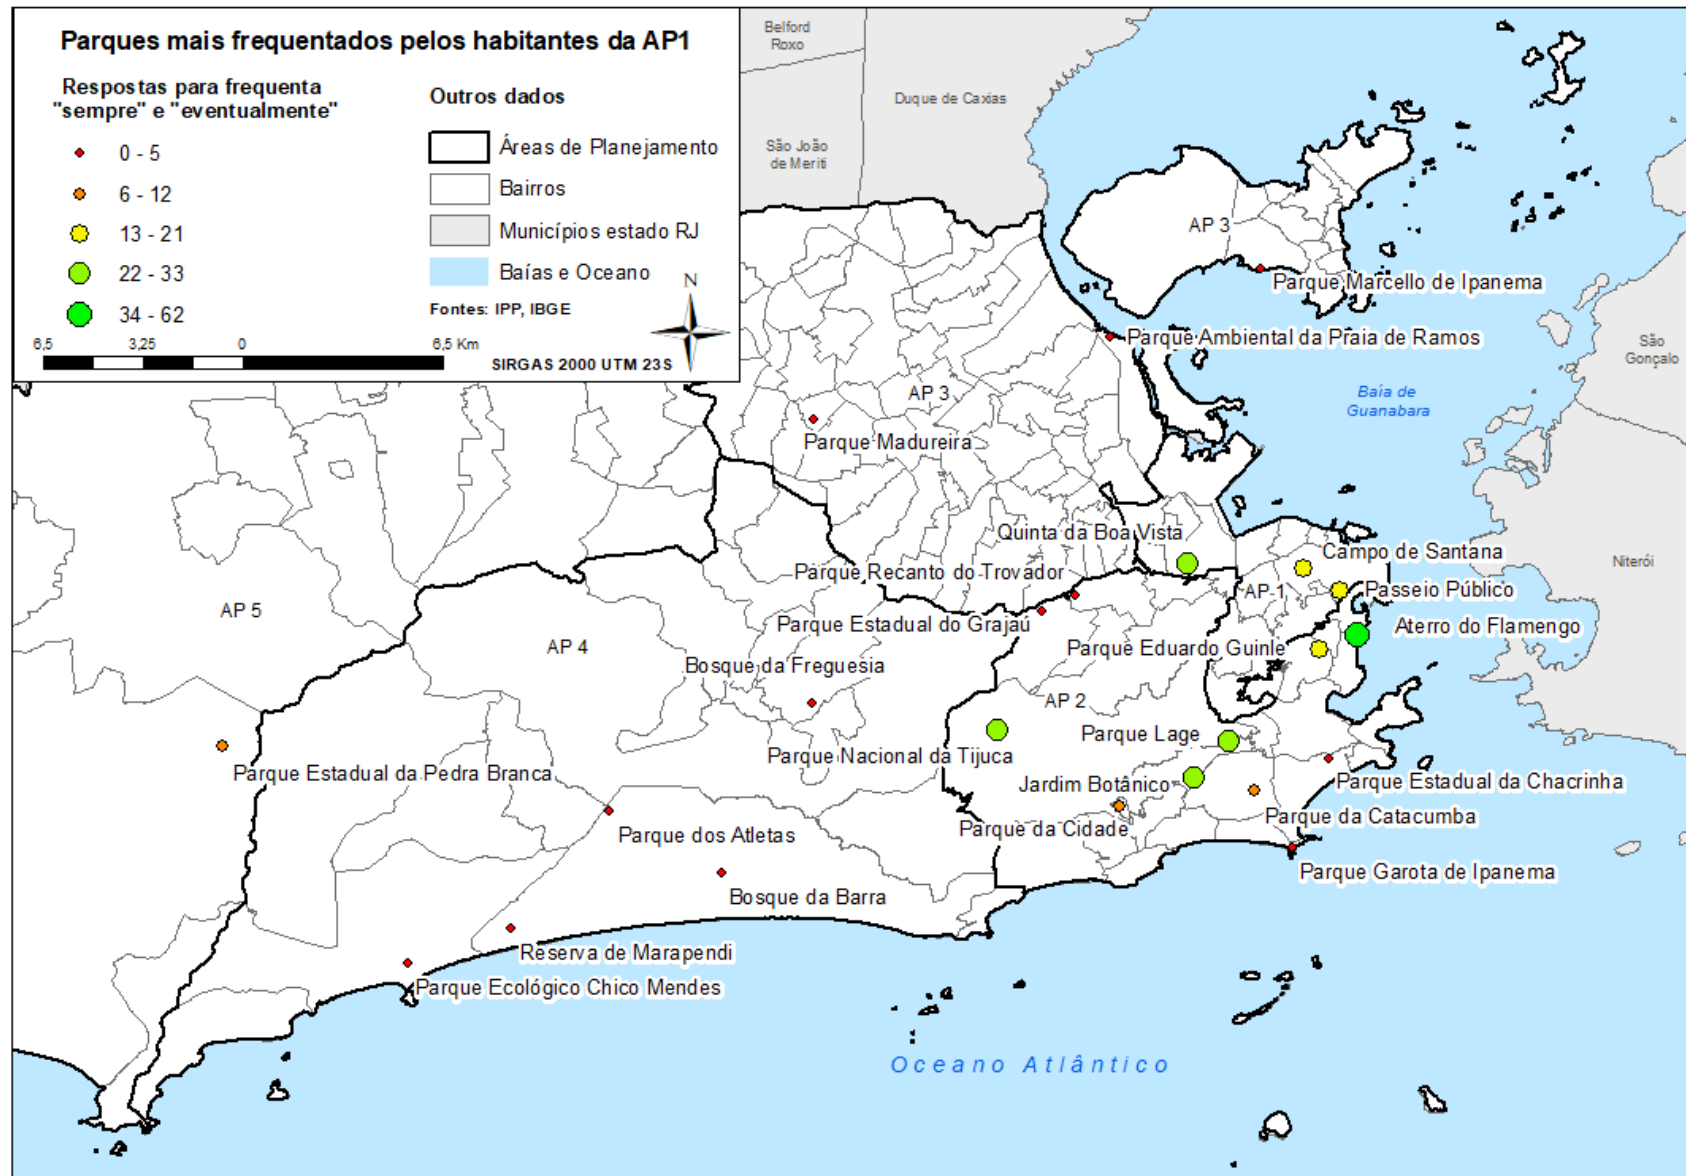 Parques mais frequentados pelos habitantes da AP1
Respostas para frequenta
"sempre" e "eventualmente"
0 - 5
6 - 12
13 - 21
22 - 33
34 - 62
Outros dados
Áreas de Planejamento
Bairros
Municípios estado RJ
Baías e Oceano
Fontes: IPP, IBGE
N
6,5 3,25 0 6,5 Km
SIRGAS 2000 UTM 23S
Belford
Roxo
Duque de Caxias
São João
de Meriti
AP 3
Parque Marcello de Ipanema
Parque Ambiental da Praia de Ramos
São
Gonçalo
Baía de
Guanabara
AP 3
Parque Madureira
Quinta da Boa Vista
Campo de Santana
Niterói
Parque Recanto do Trovador
AP 1
Passeio Público
AP 5
Parque Estadual do Grajaú
Aterro do Flamengo
AP 4
Parque Eduardo Guinle
Bosque da Freguesia
AP 2
Parque Lage
Parque Nacional da Tijuca
Parque Estadual da Pedra Branca
Jardim Botânico
Parque Estadual da Chacrinha
Parque da Catacumba
Parque dos Atletas
Parque da Cidade
Parque Garota de Ipanema
Bosque da Barra
Reserva de Marapendi
Parque Ecológico Chico Mendes
Oceano Atlântico